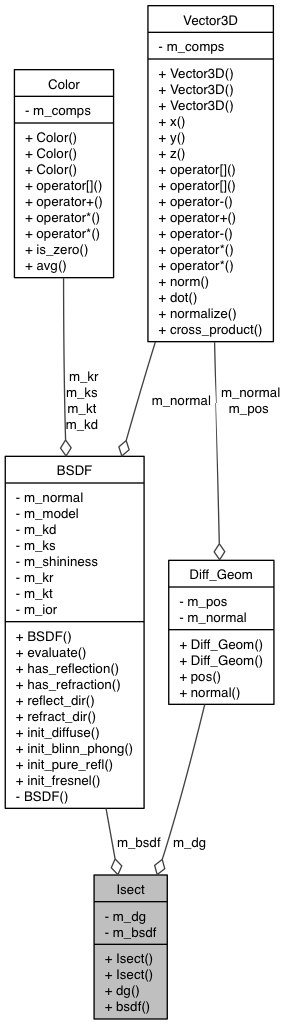 Vector3D
- m_comps
+ Vector3D()
+ Vector3D()
+ Vector3D()
+ x()
+ y()
+ z()
+ operator[]()
+ operator[]()
+ operator-()
+ operator+()
+ operator-()
+ operator*()
+ operator*()
+ norm()
+ dot()
+ normalize()
+ cross_product()
Color
- m_comps
+ Color()
+ Color()
+ Color()
+ operator[]()
+ operator+()
+ operator*()
+ operator*()
+ is_zero()
+ avg()
m_kr
m_ks
m_kt
m_kd
m_normal
m_normal
m_pos
BSDF
- m_normal
- m_model
- m_kd
- m_ks
- m_shininess
- m_kr
- m_kt
- m_ior
+ BSDF()
+ evaluate()
+ has_reflection()
+ has_refraction()
+ reflect_dir()
+ refract_dir()
+ init_diffuse()
+ init_blinn_phong()
+ init_pure_refl()
+ init_fresnel()
- BSDF()
Diff_Geom
- m_pos
- m_normal
+ Diff_Geom()
+ Diff_Geom()
+ pos()
+ normal()
m_bsdf
m_dg
Isect
- m_dg
- m_bsdf
+ Isect()
+ Isect()
+ dg()
+ bsdf()